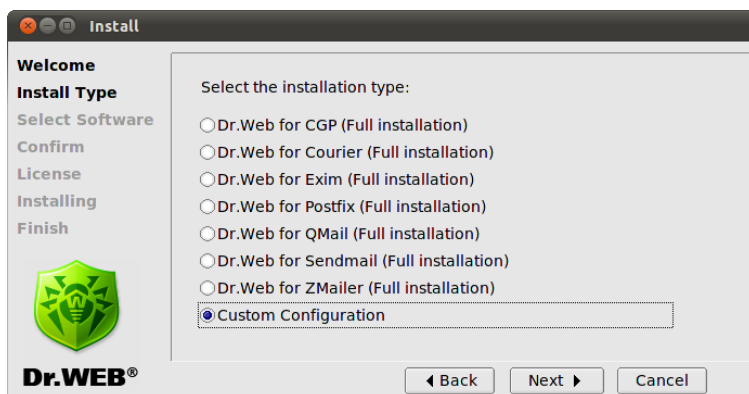 Install
Welcome
Install Type
Select Software
Confirm
License
Installing
Finish
Select the installation type:
Dr.Web for CGP (Full installation)
Dr.Web for Courier (Full installation)
Dr.Web for Exim (Full installation)
Dr.Web for Postfix (Full installation)
Dr.Web for QMail (Full installation)
Dr.Web for Sendmail (Full installation)
Dr.Web for ZMailer (Full installation)
Custom Configuration
Dr.WEB®
Back
Next
Cancel